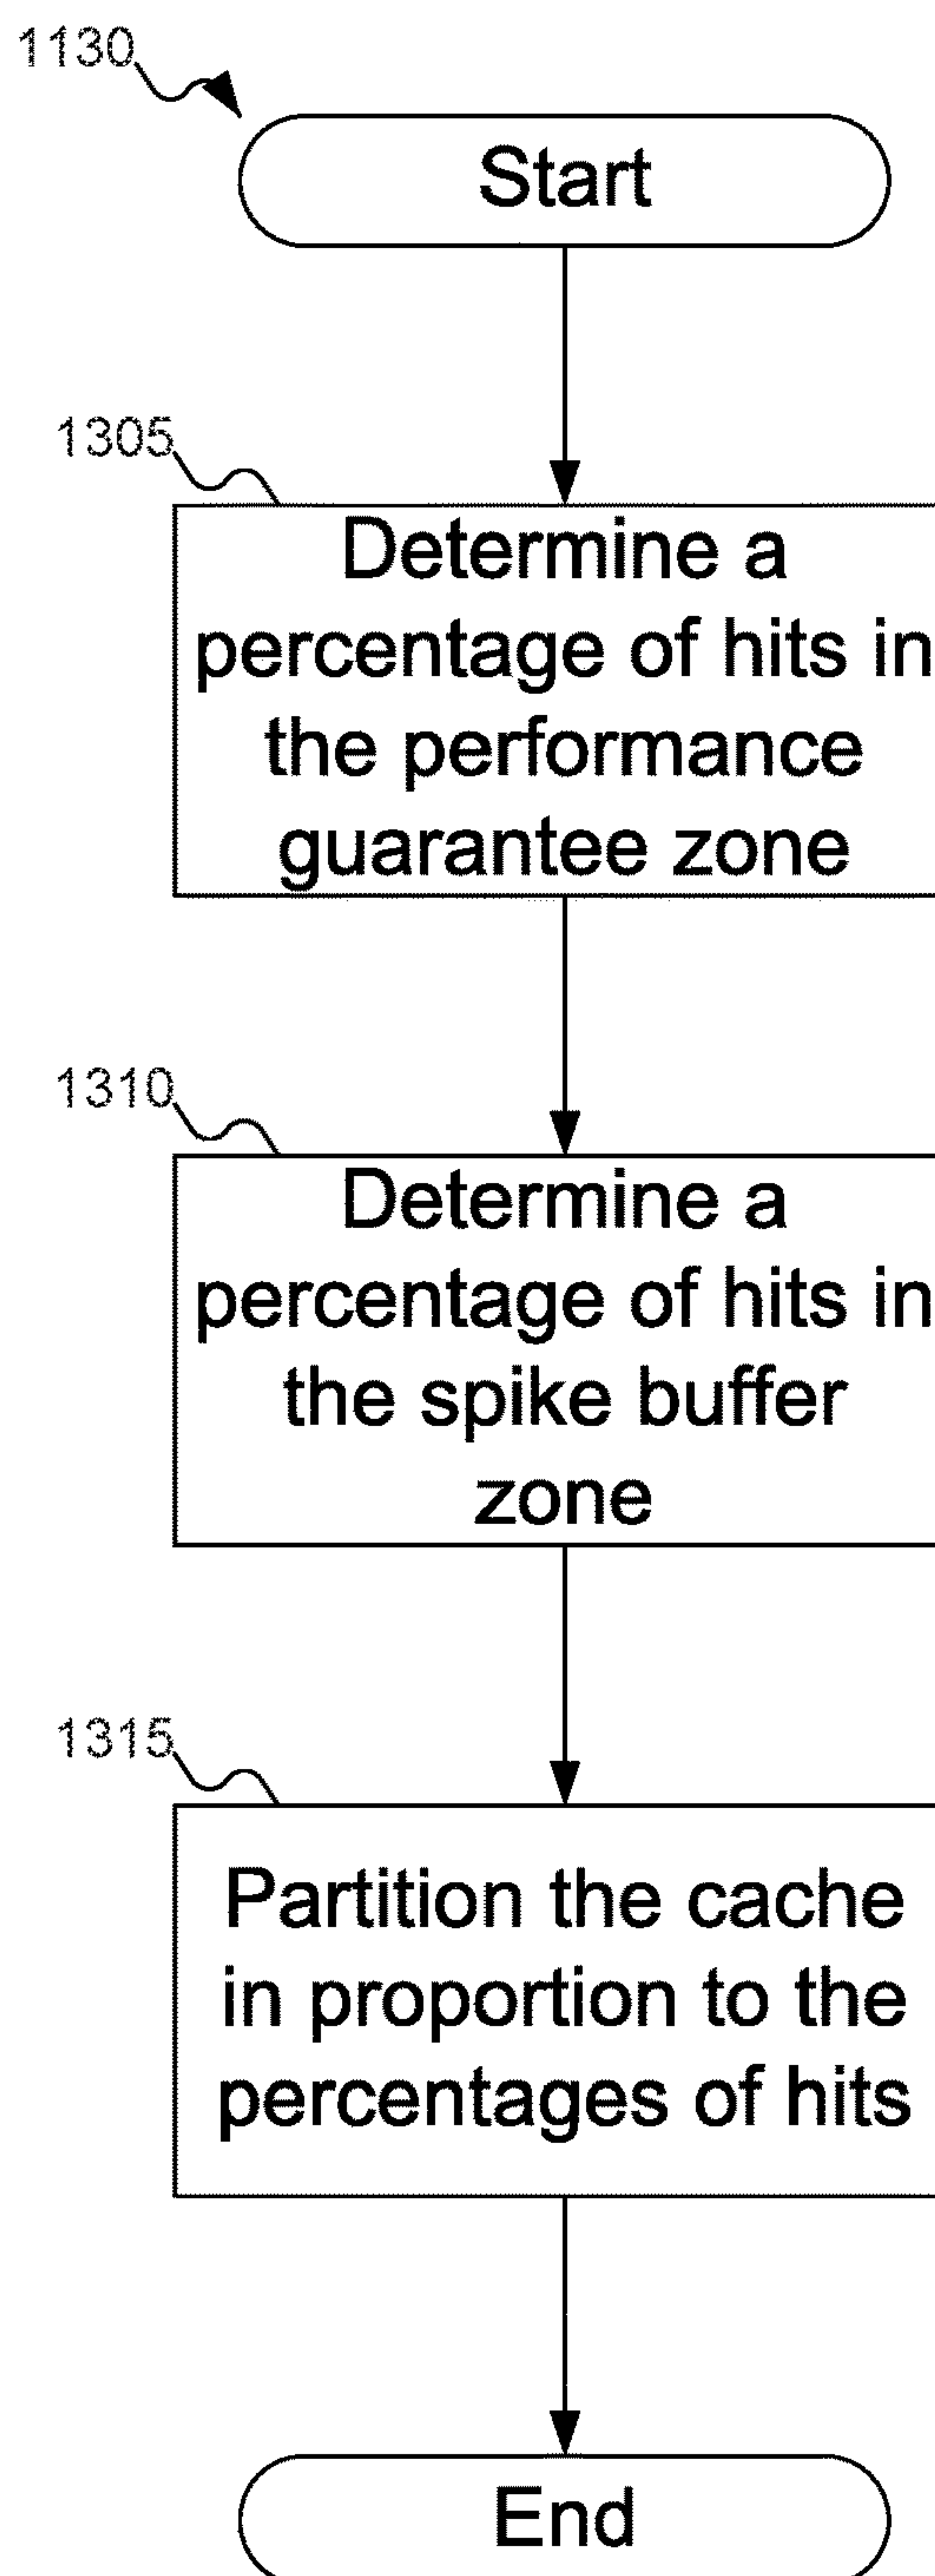 1130
Start
1305
Determine a
percentage of hits in
the performance
guarantee zone
1310
Determine a
percentage of hits in
the spike buffer
zone
1315
Partition the cache
in proportion to the
percentages of hits
End